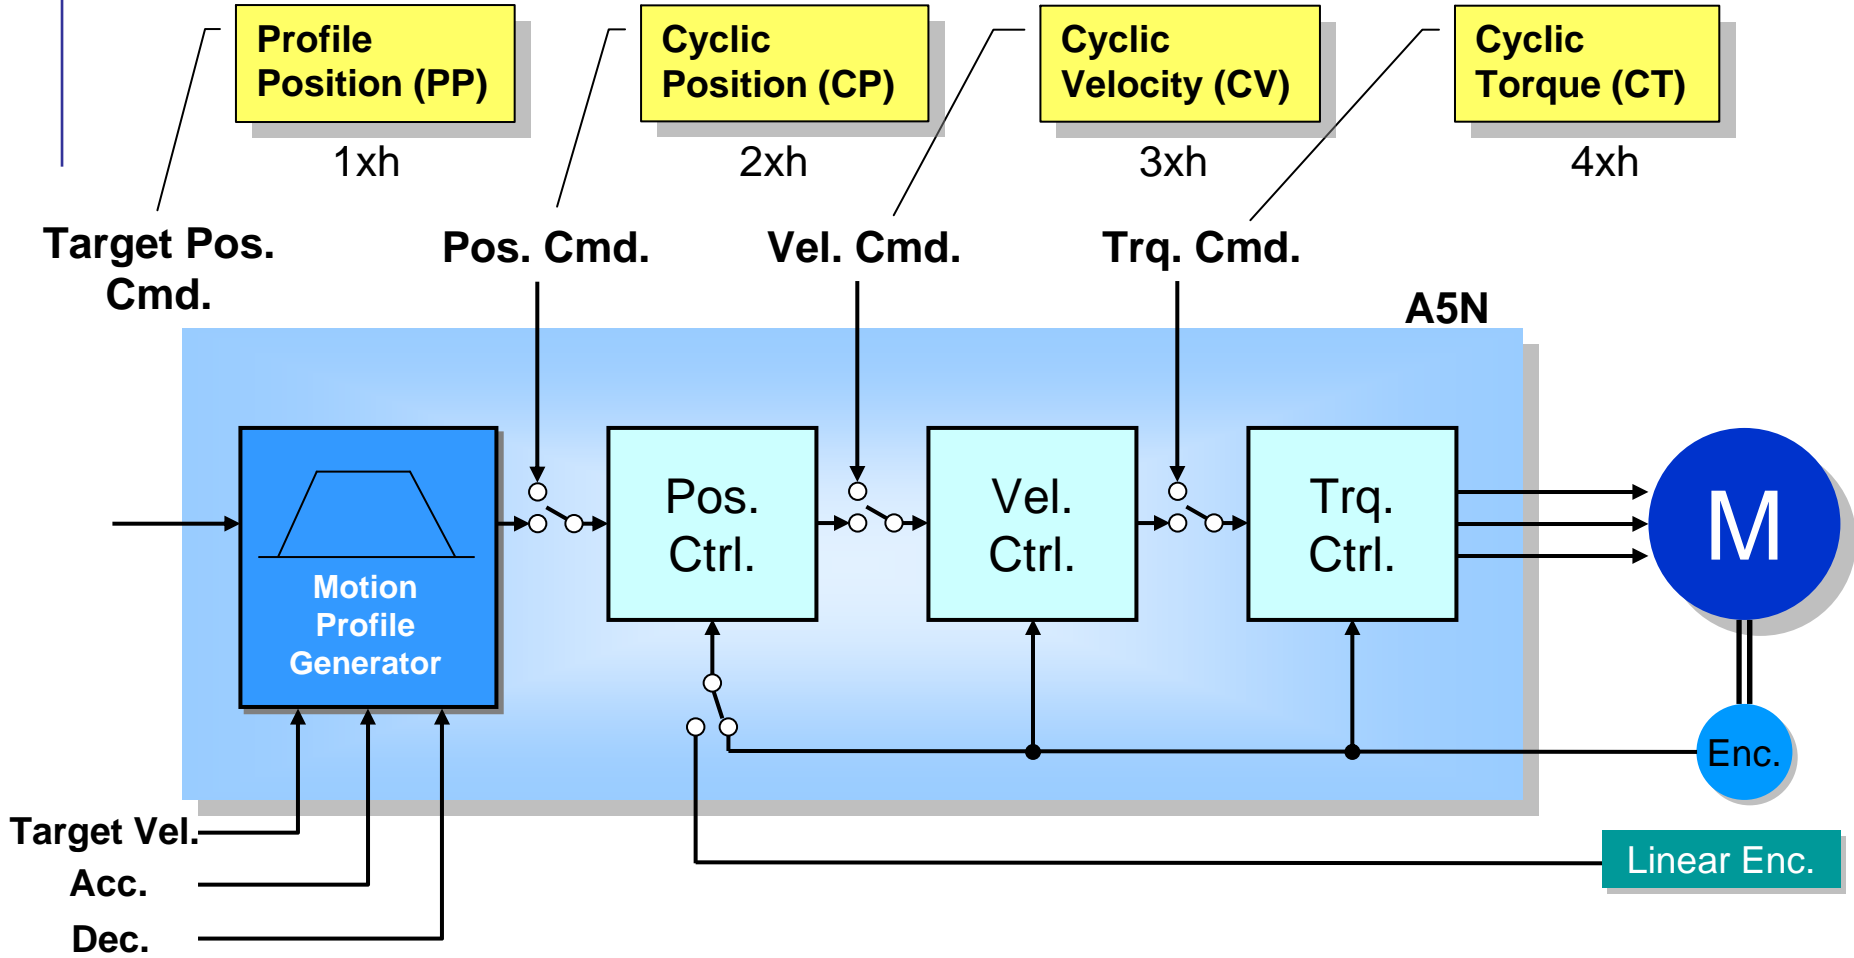 Profile
Position (PP)
Cyclic
Position (CP)
Cyclic
Velocity (CV)
Cyclic
Torque (CT)
1xh
2xh
3xh
4xh
Target Pos.
Cmd.
Pos. Cmd.
Vel. Cmd.
Trq. Cmd.
A5N
Motion
Profile
Generator
Pos.
Ctrl.
Vel.
Ctrl.
Trq.
Ctrl.
M
Enc.
Target Vel.
Acc.
Dec.
Linear Enc.